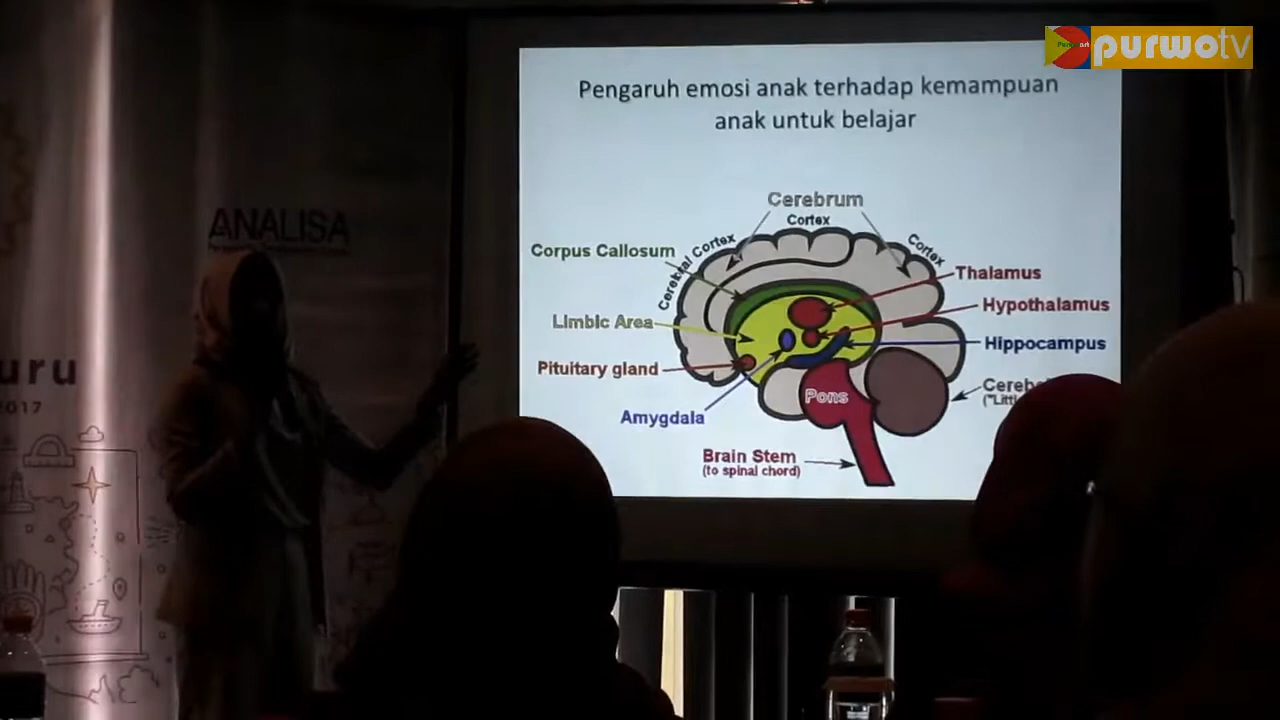 purwotv
Pengaruh emosi anak terhadap kemampuan
anak untuk belajar
Cerebrum
Cortex
Cerebral Cortex
Cortex
Corpus Callosum
Thalamus
Hypothalamus
Limbic Area
Hippocampus
Pituitary gland
Pons
Amygdala
Brain Stem
(to spinal chord)
ANALISA
uru
2017